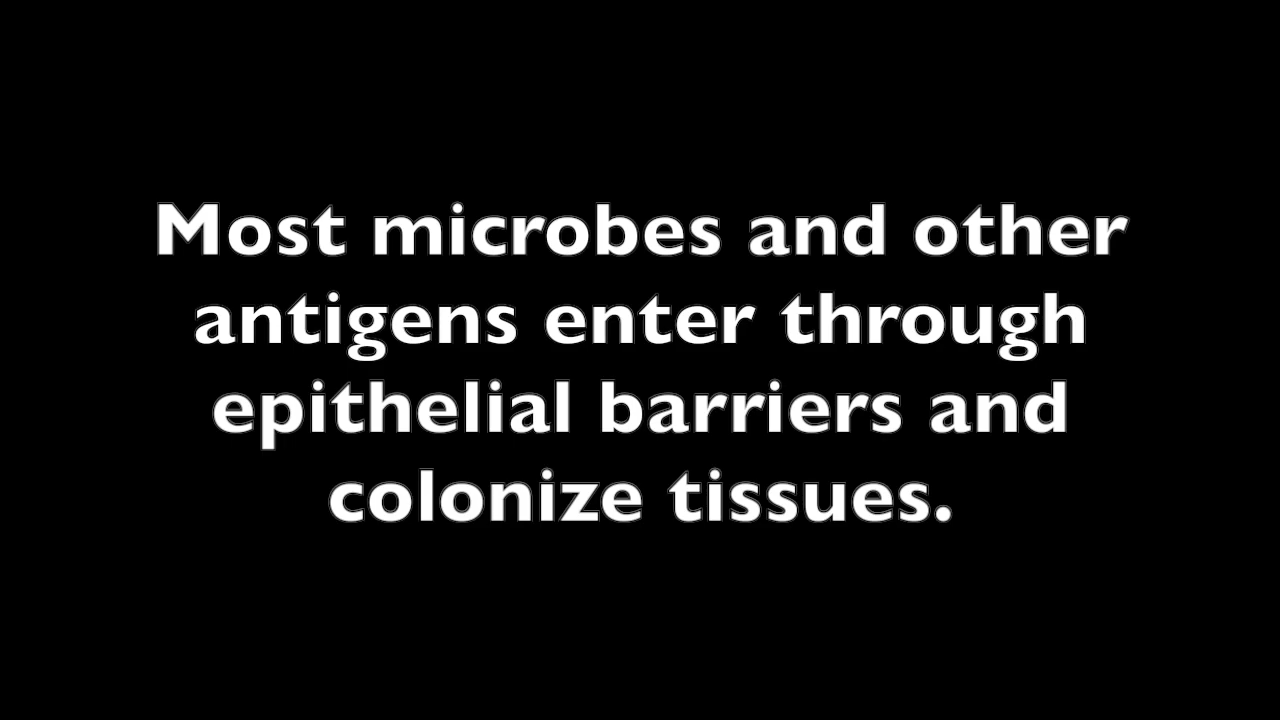 Most microbes and other
antigens enter through
epithelial barriers and
colonize tissues.